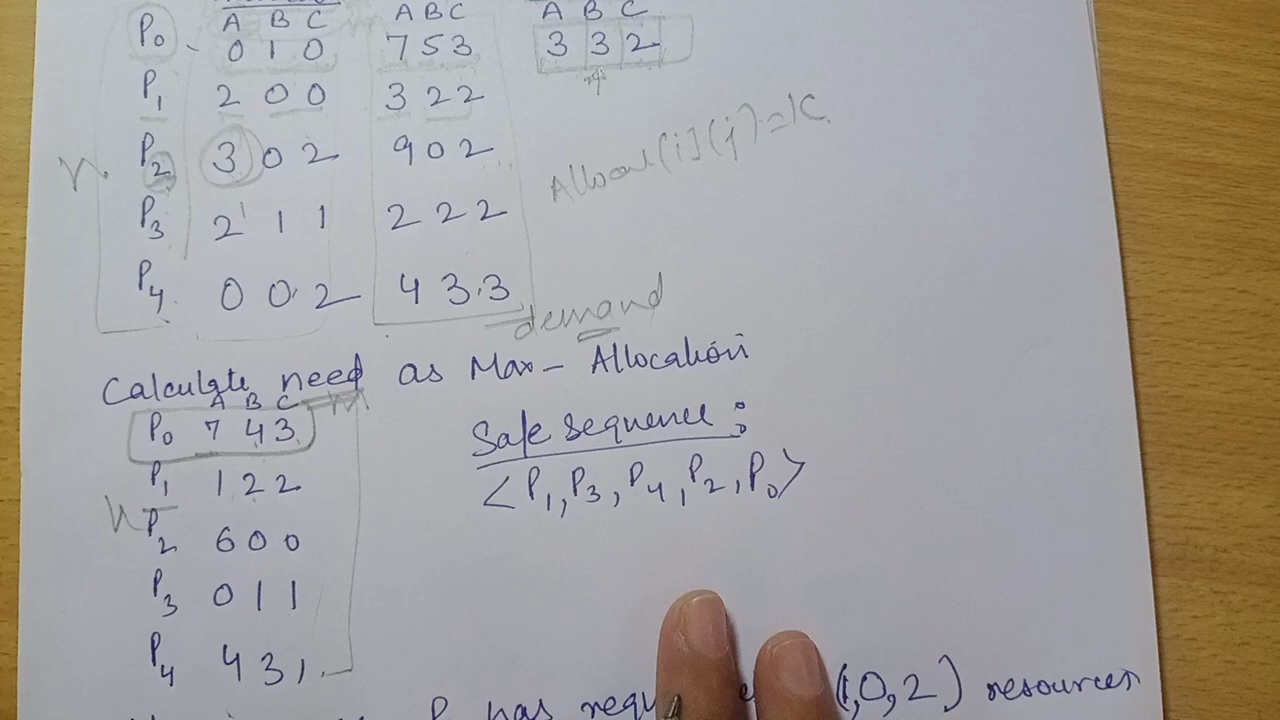 A B C A B C A B C
P0 0 1 0 7 5 3 3 3 2
P1 2 0 0 3 2 2
P2 3 0 2 9 0 2
Allocat(i](j)=K
n
P3 2 1 1 2 2 2
P4 0 0 2 4 3 3
demand
Calculate need as Max - Allocation
A B C
P0 7 4 3
Safe sequence :
P1 1 2 2
<P1, P3, P4, P2, P0>
n
P2 6 0 0
P3 0 1 1
P4 4 3 1
P has (1,0,2) resources